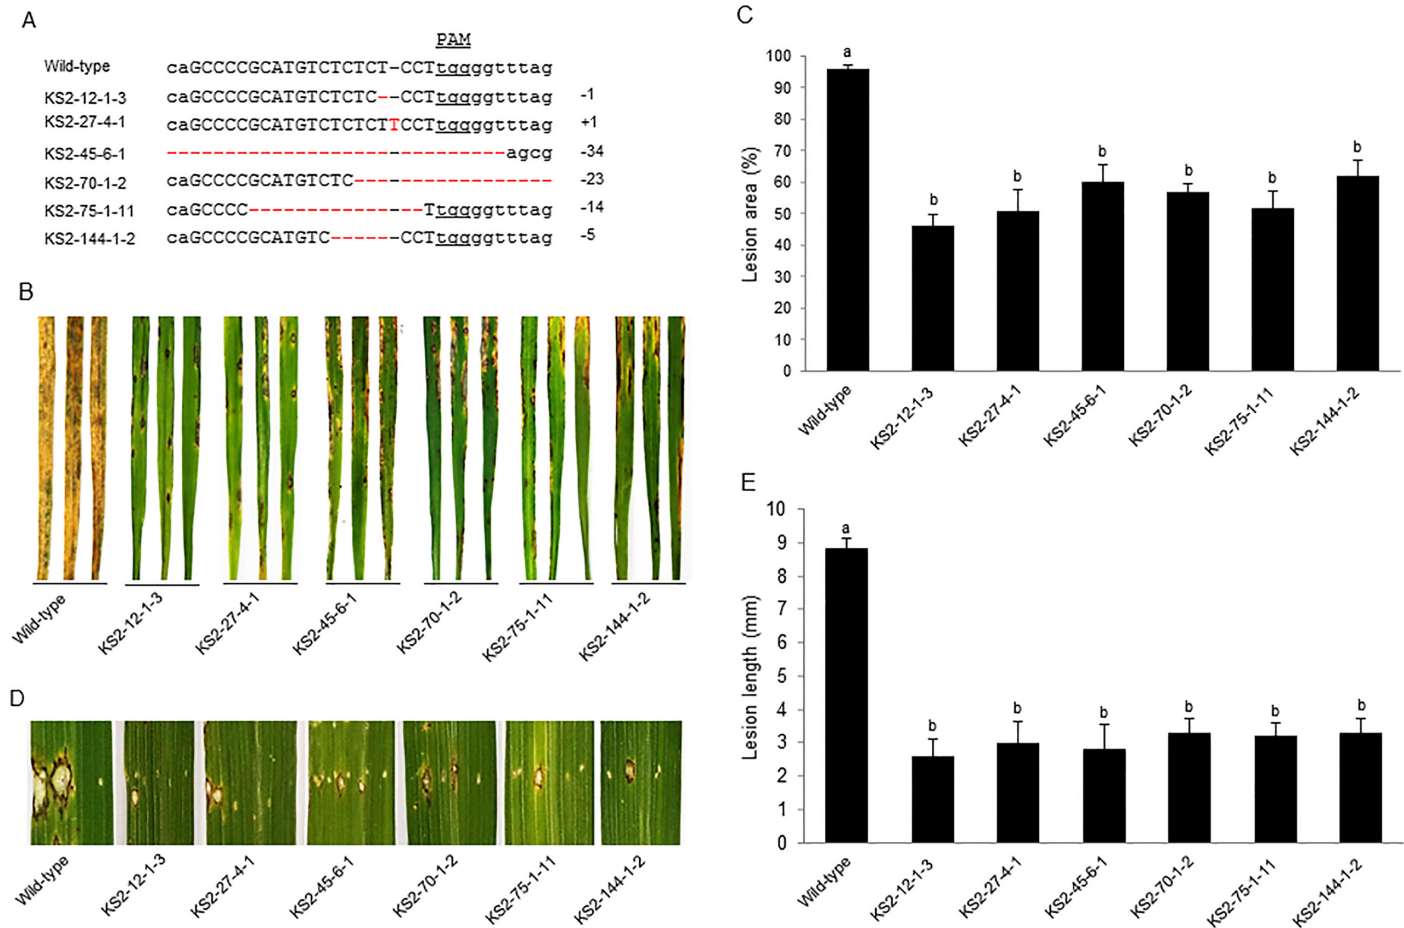 A
PAM
Wild-type caGCCCCGCATGTCTCTCT-CCTtggggtttag
KS2-12-1-3 caGCCCCGCATGTCTCTC--CCTtggggtttag -1
KS2-27-4-1 caGCCCCGCATGTCTCTCTTCCTtggggtttag +1
KS2-45-6-1 -----------------------------agcg -34
KS2-70-1-2 caGCCCCGCATGTCTC----------------- -23
KS2-75-1-11 caGCCCC---------------Ttggggtttag -14
KS2-144-1-2 caGCCCCGCATGTC------CCTtggggtttag -5
B
Wild-type
KS2-12-1-3
KS2-27-4-1
KS2-45-6-1
KS2-70-1-2
KS2-75-1-11
KS2-144-1-2
D
Wild-type
KS2-12-1-3
KS2-27-4-1
KS2-45-6-1
KS2-70-1-2
KS2-75-1-11
KS2-144-1-2
C
Lesion area (%)
100
90
80
70
60
50
40
30
20
10
0
a
b
b
b
b
b
b
Wild-type
KS2-12-1-3
KS2-27-4-1
KS2-45-6-1
KS2-70-1-2
KS2-75-1-11
KS2-144-1-2
E
Lesion length (mm)
10
9
8
7
6
5
4
3
2
1
0
a
b
b
b
b
b
b
Wild-type
KS2-12-1-3
KS2-27-4-1
KS2-45-6-1
KS2-70-1-2
KS2-75-1-11
KS2-144-1-2